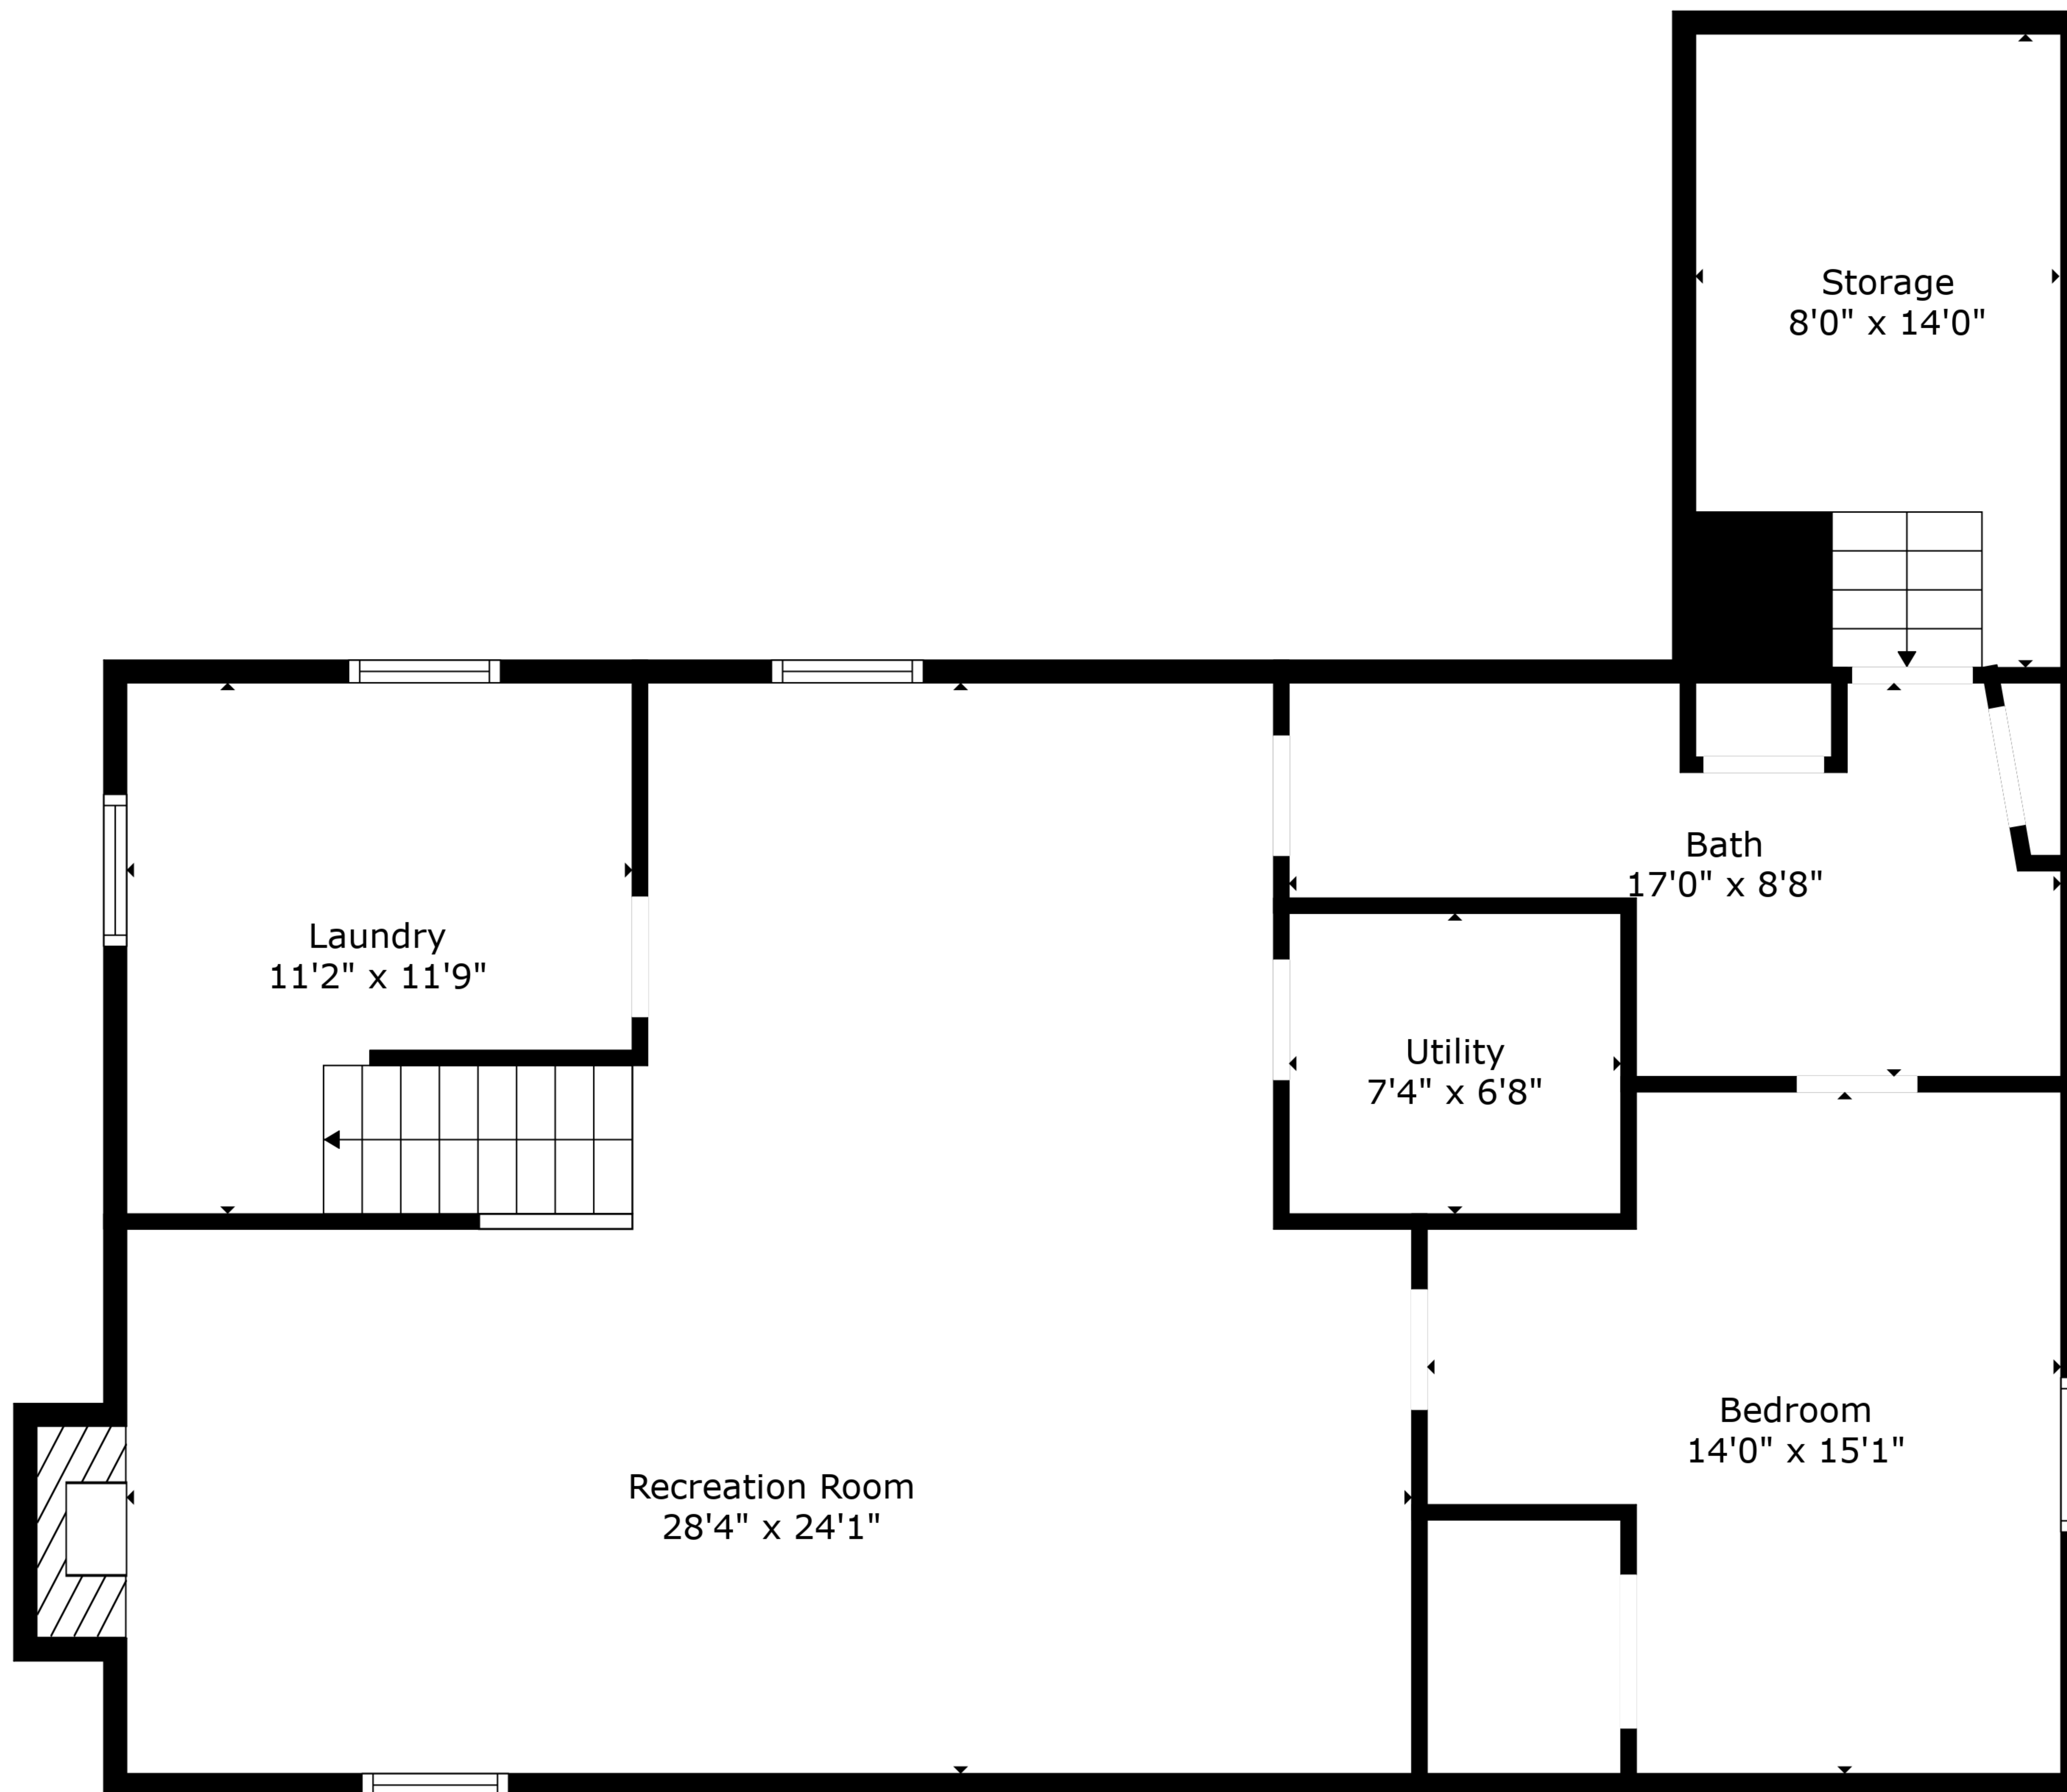 Storage
8'0" x 14'0"
Bath
17'0" x 8'8"
Laundry
11'2" x 11'9"
Utility
7'4" x 6'8"
Bedroom
14'0" x 15'1"
Recreation Room
28'4" x 24'1"